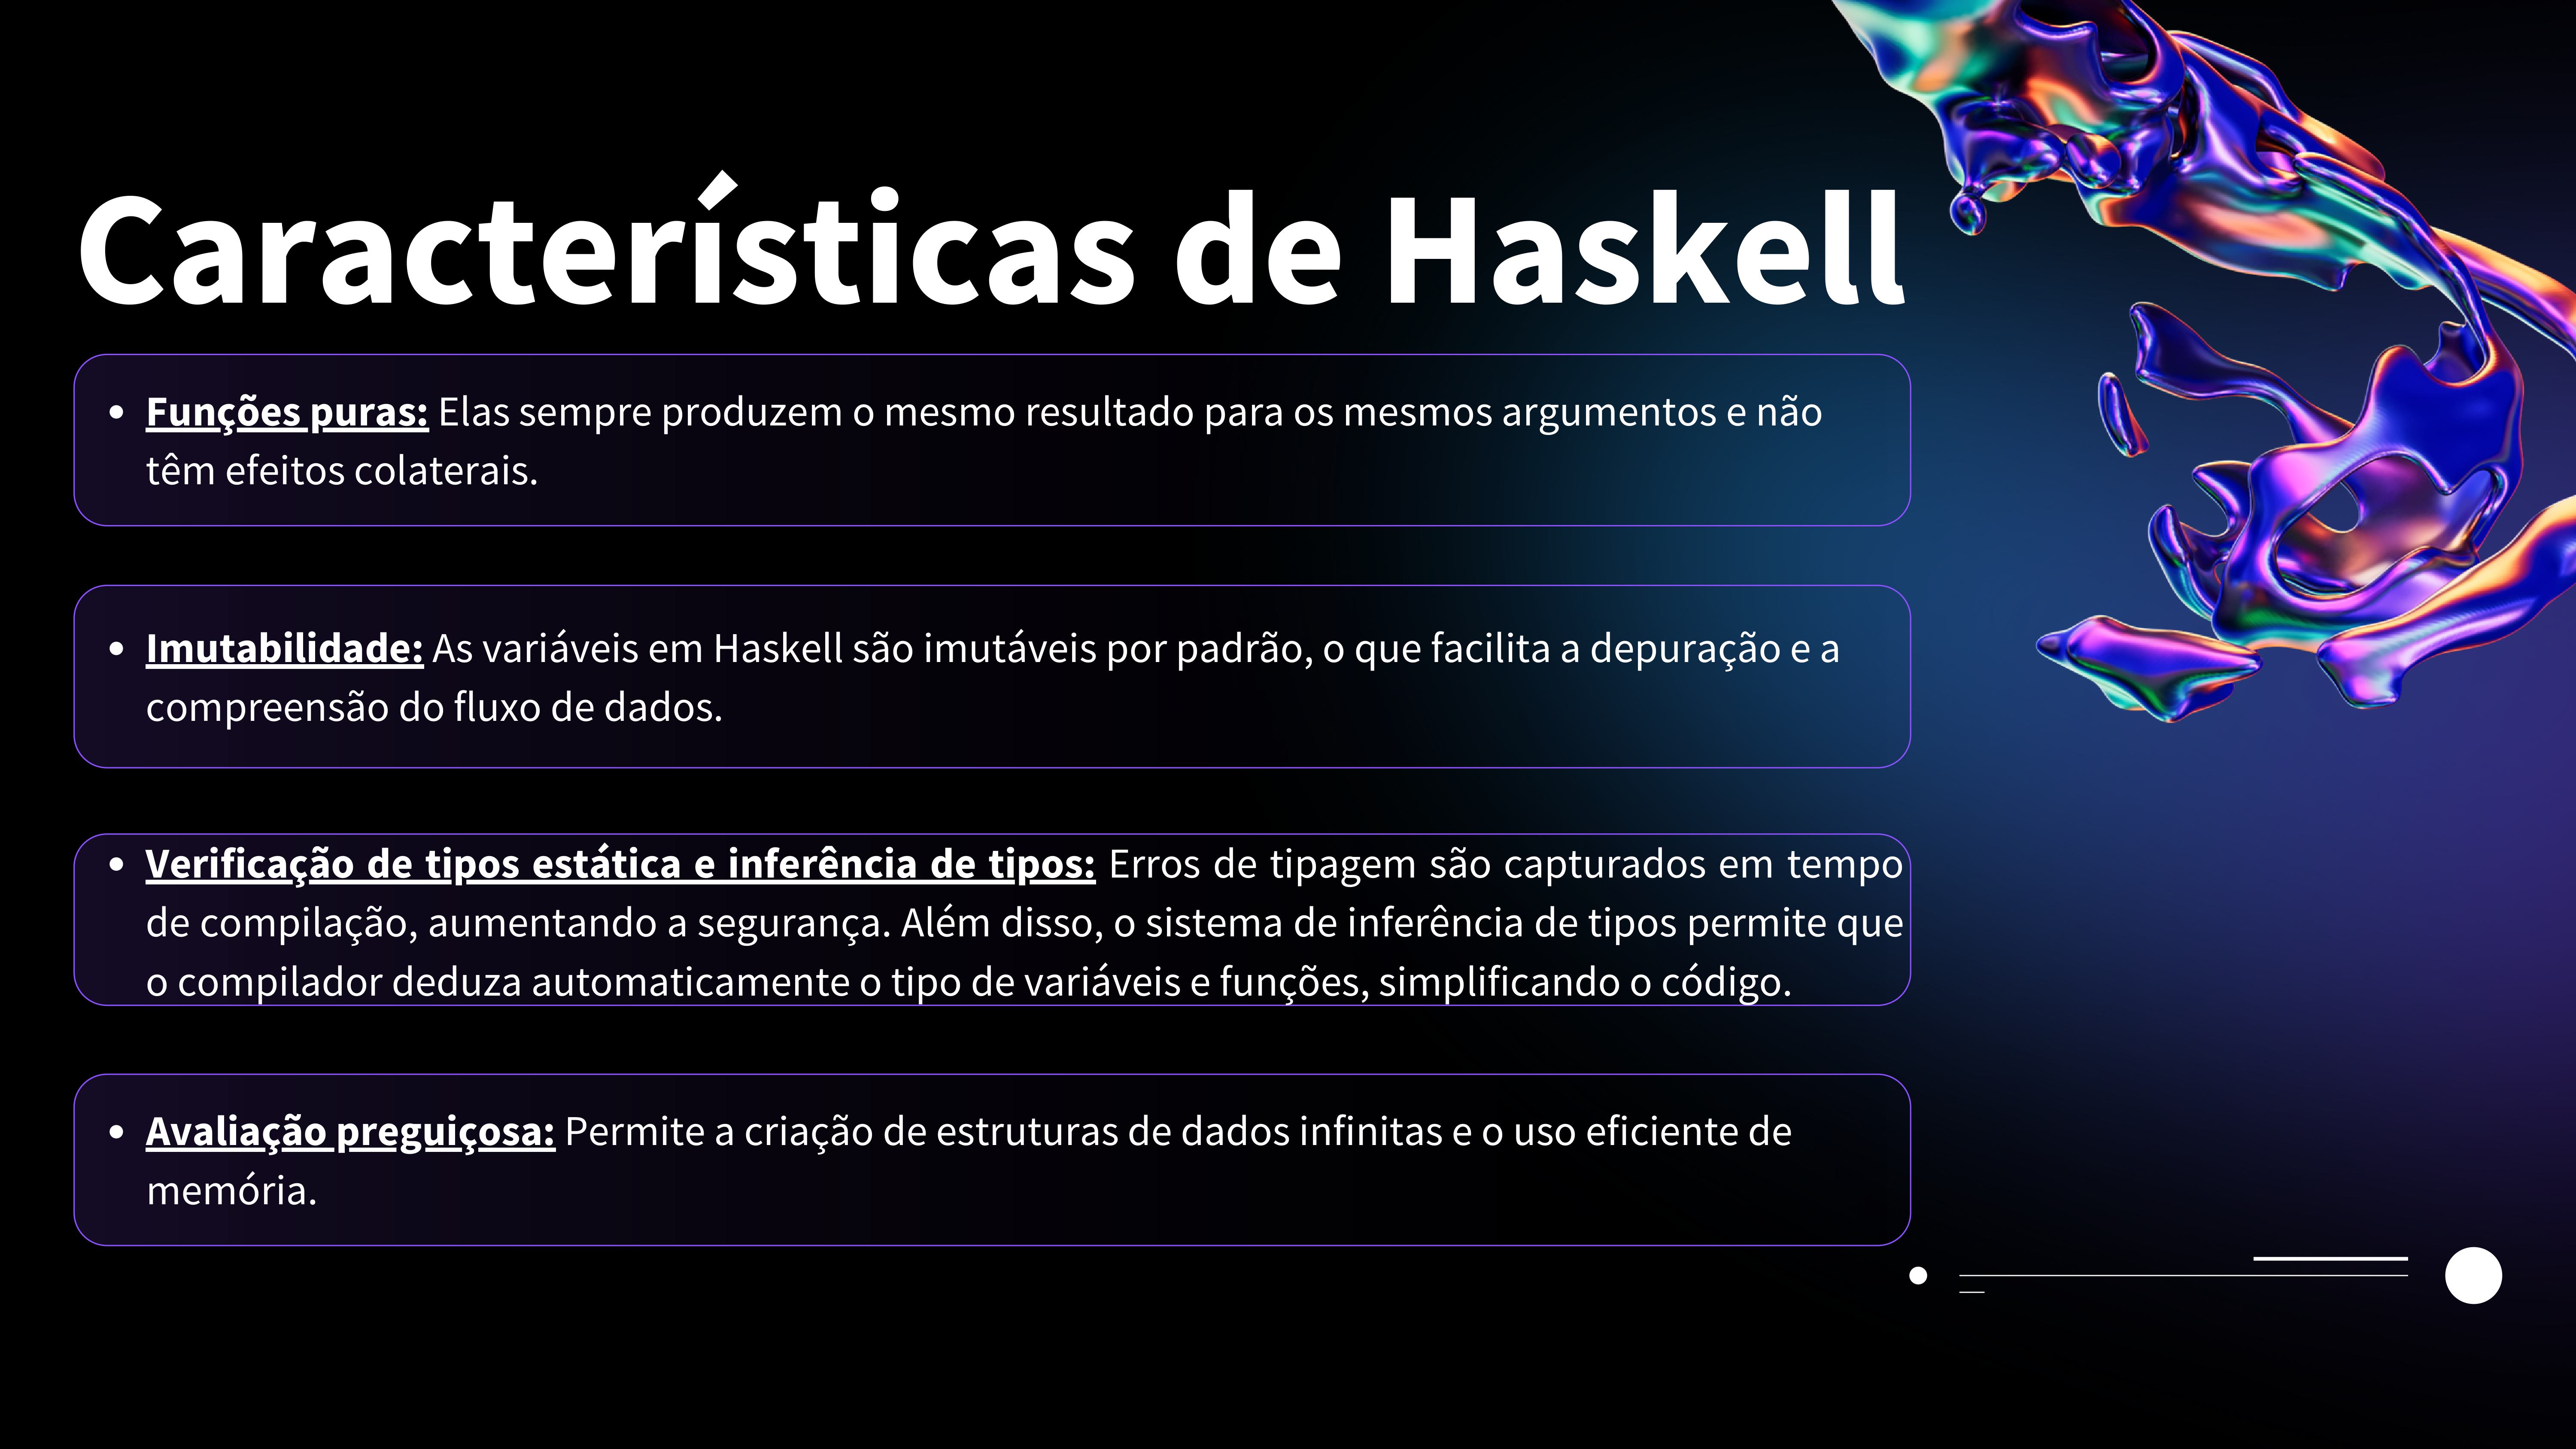 Características de Haskell
• Funções puras: Elas sempre produzem o mesmo resultado para os mesmos argumentos e não
têm efeitos colaterais.
• Imutabilidade: As variáveis em Haskell são imutáveis por padrão, o que facilita a depuração e a
compreensão do fluxo de dados.
• Verificação de tipos estática e inferência de tipos: Erros de tipagem são capturados em tempo
de compilação, aumentando a segurança. Além disso, o sistema de inferência de tipos permite que
o compilador deduza automaticamente o tipo de variáveis e funções, simplificando o código.
• Avaliação preguiçosa: Permite a criação de estruturas de dados infinitas e o uso eficiente de
memória.